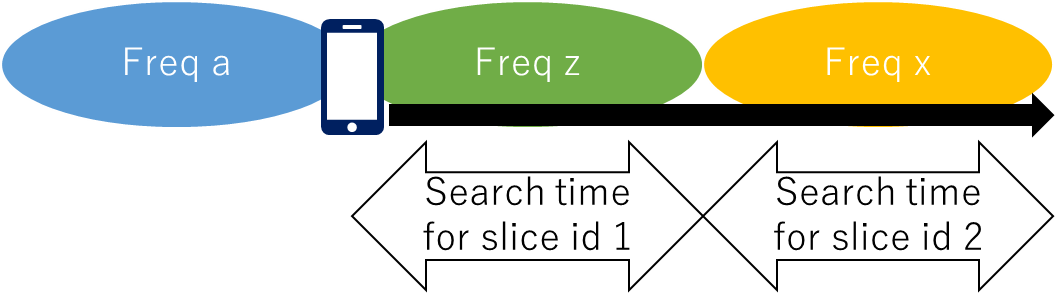 Freq a
Freq z
Freq x
Search time
for slice id 1
Search time
for slice id 2